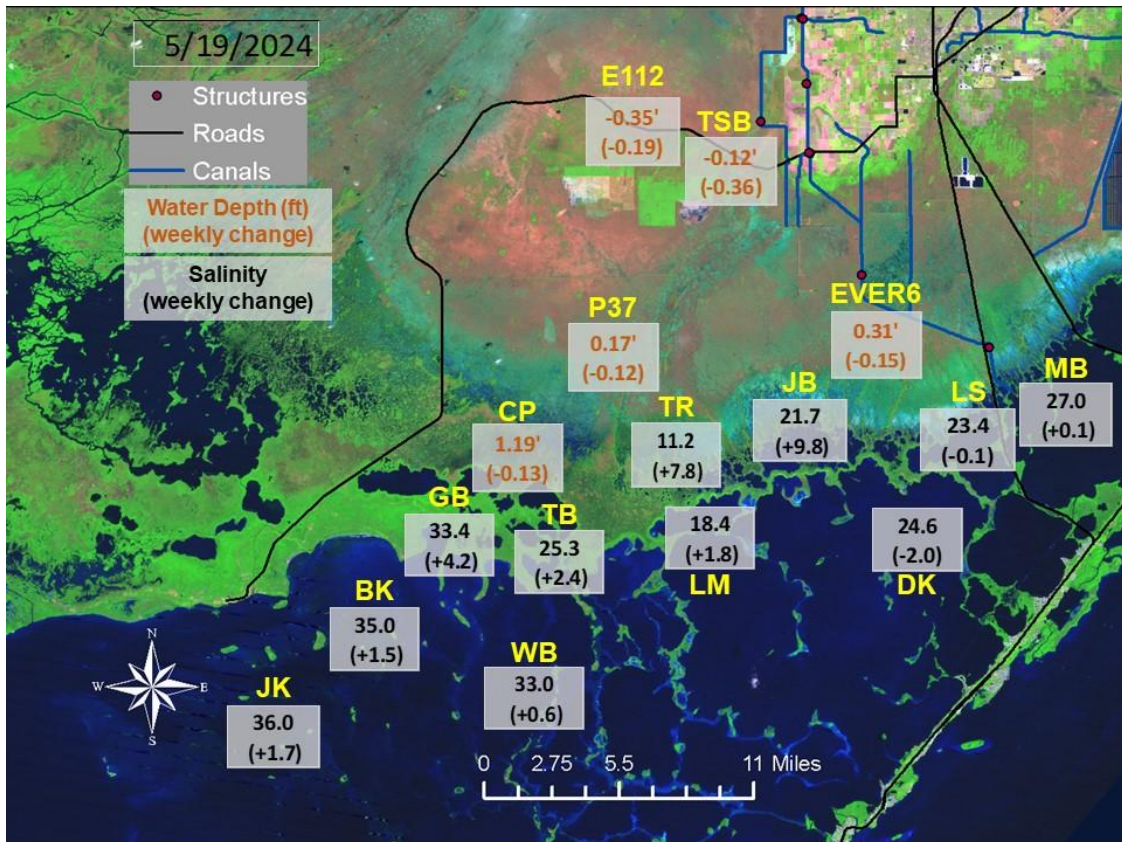 5/19/2024
Structures
Roads
Canals
Water Depth (ft)
(weekly change)
Salinity
(weekly change)
E112
-0.35'
(-0.19)
TSB
-0.12'
(-0.36)
P37
0.17'
(-0.12)
EVER6
0.31'
(-0.15)
CP
1.19'
(-0.13)
TR
11.2
(+7.8)
JB
21.7
(+9.8)
LS
23.4
(-0.1)
MB
27.0
(+0.1)
GB
33.4
(+4.2)
TB
25.3
(+2.4)
18.4
(+1.8)
LM
24.6
(-2.0)
DK
BK
35.0
(+1.5)
WB
33.0
(+0.6)
JK
36.0
(+1.7)
N
W E
S
0 2.75 5.5 11 Miles